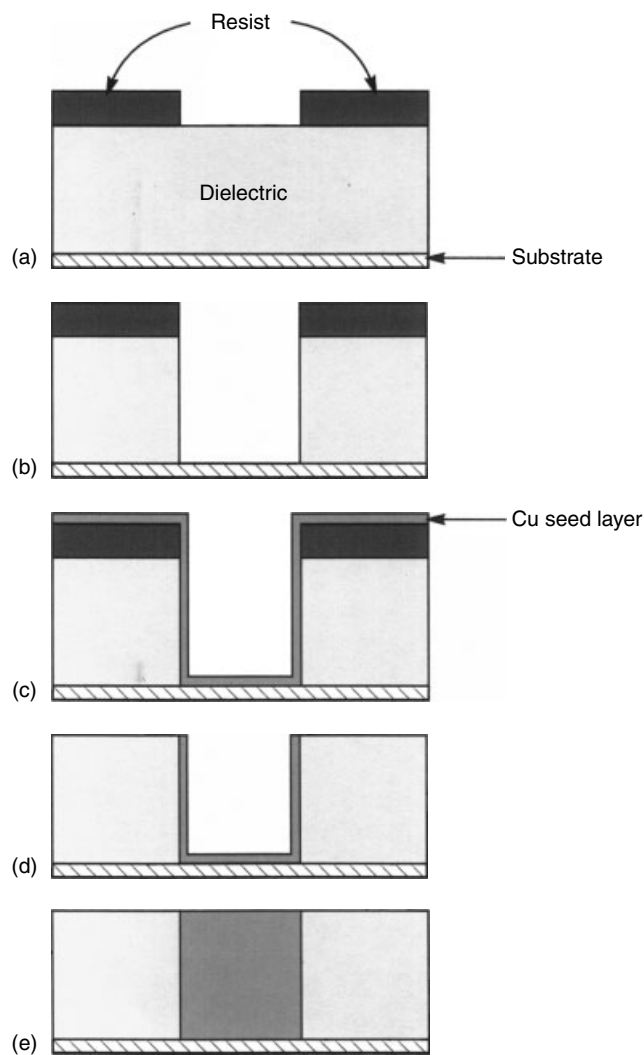 Resist
Dielectric
(a)
Substrate
(b)
Cu seed layer
(c)
(d)
(e)